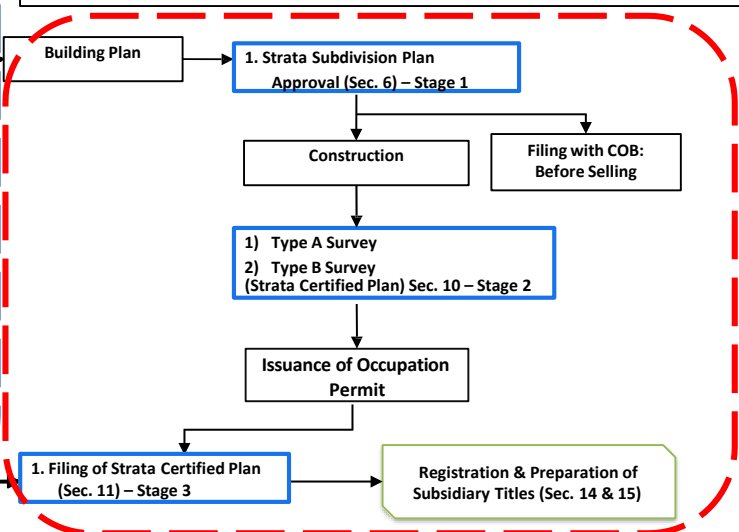 Building Plan
1. Strata Subdivision Plan
Approval (Sec. 6) – Stage 1
Construction
Filing with COB:
Before Selling
1) Type A Survey
2) Type B Survey
(Strata Certified Plan) Sec. 10 – Stage 2
Issuance of Occupation
Permit
1. Filing of Strata Certified Plan
(Sec. 11) – Stage 3
Registration & Preparation of
Subsidiary Titles (Sec. 14 & 15)